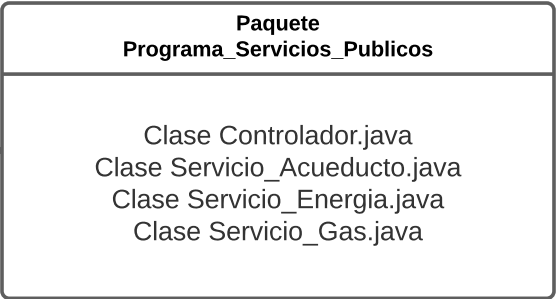 Paquete
Programa_Servicios_Publicos
Clase Controlador.java
Clase Servicio_Acueducto.java
Clase Servicio_Energia.java
Clase Servicio_Gas.java